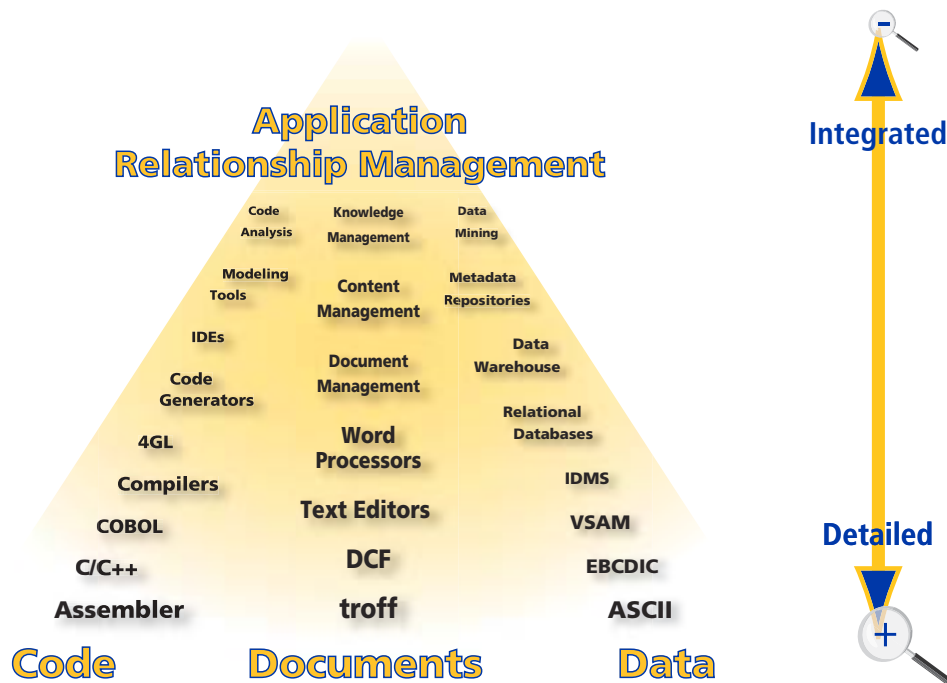 Application
Relationship Management
Code
Analysis
Modeling
Tools
IDEs
Code
Generators
4GL
Compilers
COBOL
C/C++
Assembler
Code
Knowledge
Management
Content
Management
Document
Management
Word
Processors
Text Editors
DCF
troff
Documents
Data
Mining
Metadata
Repositories
Data
Warehouse
Relational
Databases
IDMS
VSAM
EBCDIC
ASCII
Data
-
Integrated
Detailed
+